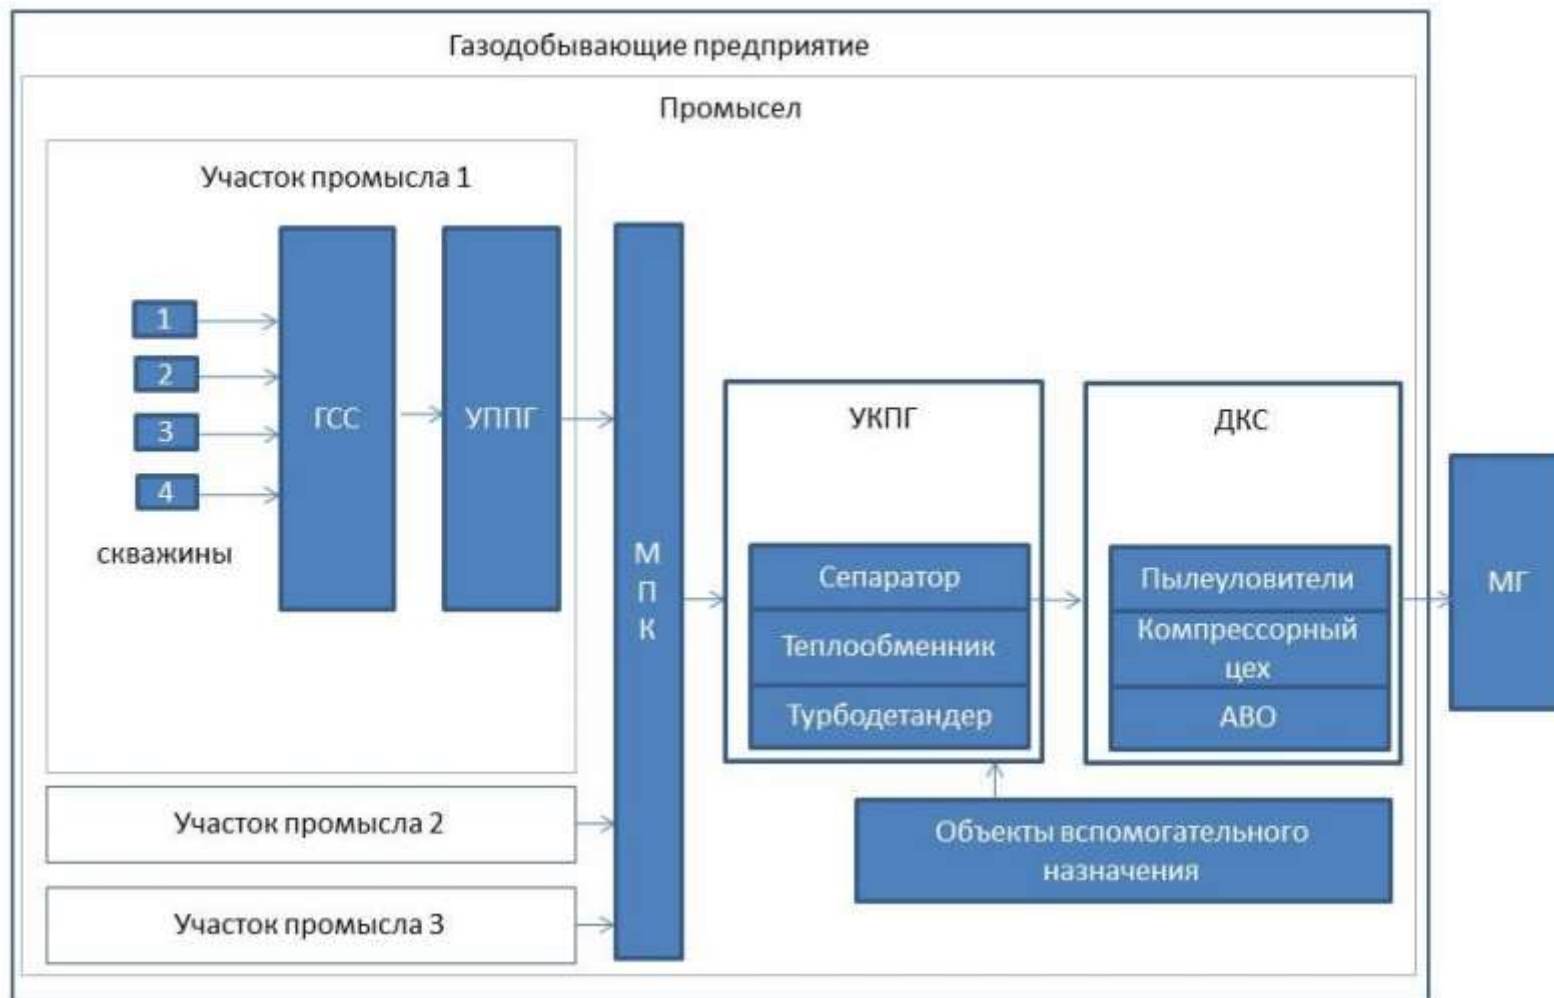 Газодобывающие предприятие
Промысел
Участок промысла 1
1
2
3
4
скважины
ГСС
УППГ
М
П
К
УКПГ
Сепаратор
Теплообменник
Турбодетандер
ДКС
Пылеуловители
Компрессорный
цех
АВО
МГ
Объекты вспомогательного
назначения
Участок промысла 2
Участок промысла 3